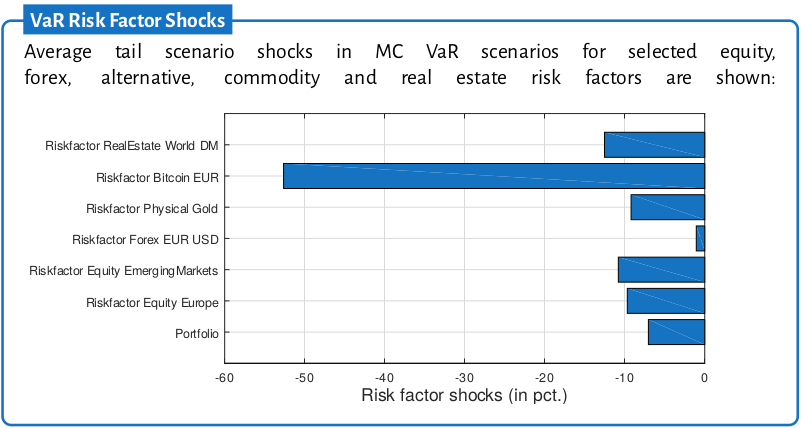 VaR Risk Factor Shocks
Average tail scenario shocks in MC VaR scenarios for selected equity,
forex, alternative, commodity and real estate risk factors are shown:
Riskfactor RealEstate World DM
Riskfactor Bitcoin EUR
Riskfactor Physical Gold
Riskfactor Forex EUR USD
Riskfactor Equity EmergingMarkets
Riskfactor Equity Europe
Portfolio
-60 -50 -40 -30 -20 -10 0
Risk factor shocks (in pct.)